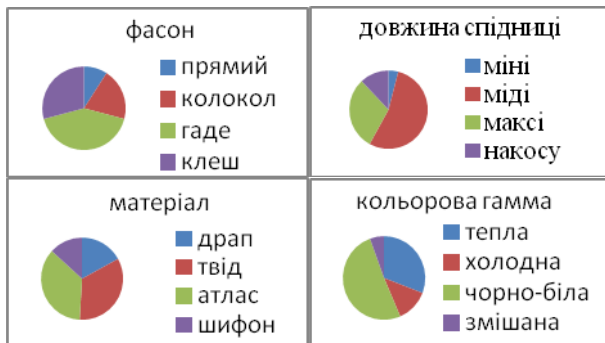 фасон
прямий
колокол
гаде
клеш
довжина спідниці
міні
міді
максі
накосу
матеріал
драп
твід
атлас
шифон
кольорова гамма
тепла
холодна
чорно-біла
змішана